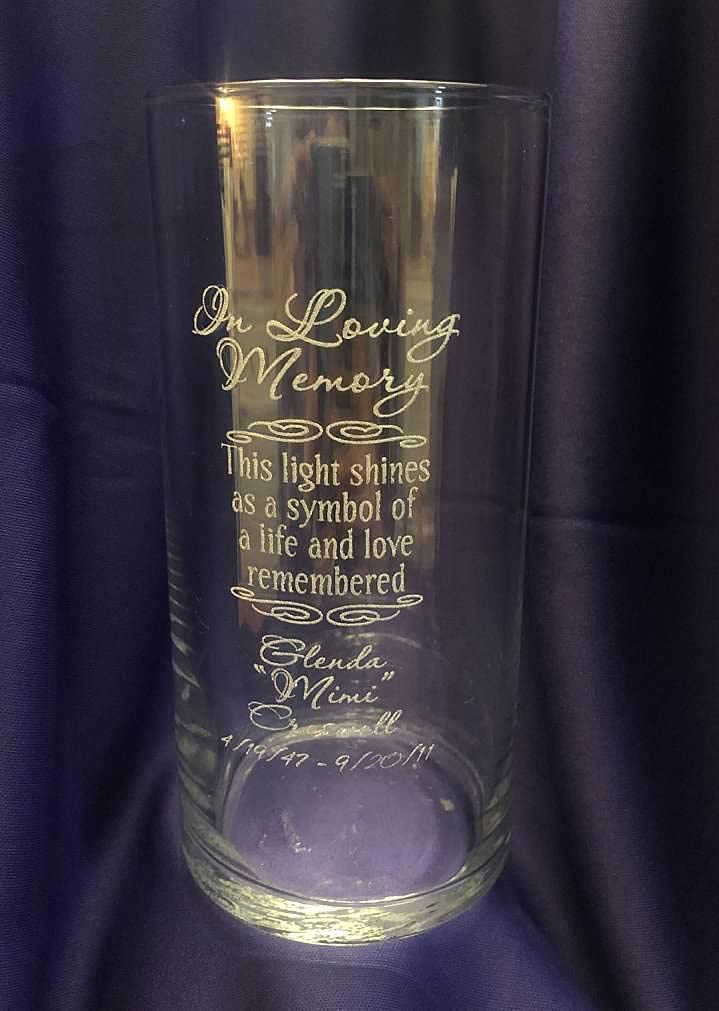 In Loving
Memory
This light shines
as a symbol of
a life and love
remembered
Glenda
"Mimi"
4/19/47 - 9/20/11